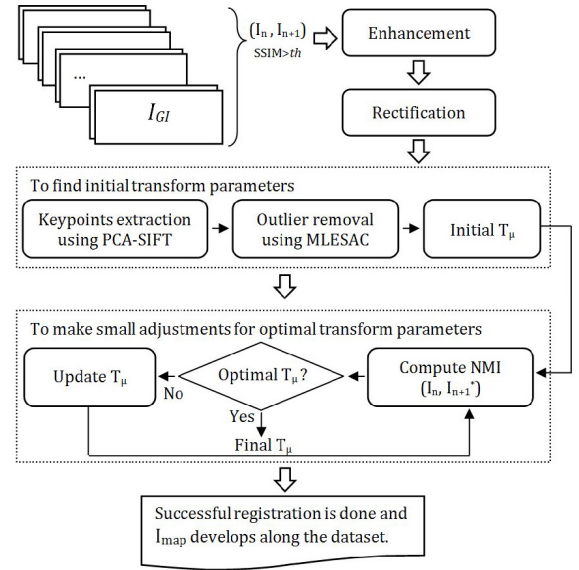 ...
I_GI
(I_n , I_n+1)
SSIM>th
Enhancement
Rectification
To find initial transform parameters
Keypoints extraction
using PCA-SIFT
Outlier removal
using MLESAC
Initial T_μ
To make small adjustments for optimal transform parameters
Update T_μ
No
Optimal T_μ?
Yes
Final T_μ
Compute NMI
(I_n, I_n+1*)
Successful registration is done and
I_map develops along the dataset.